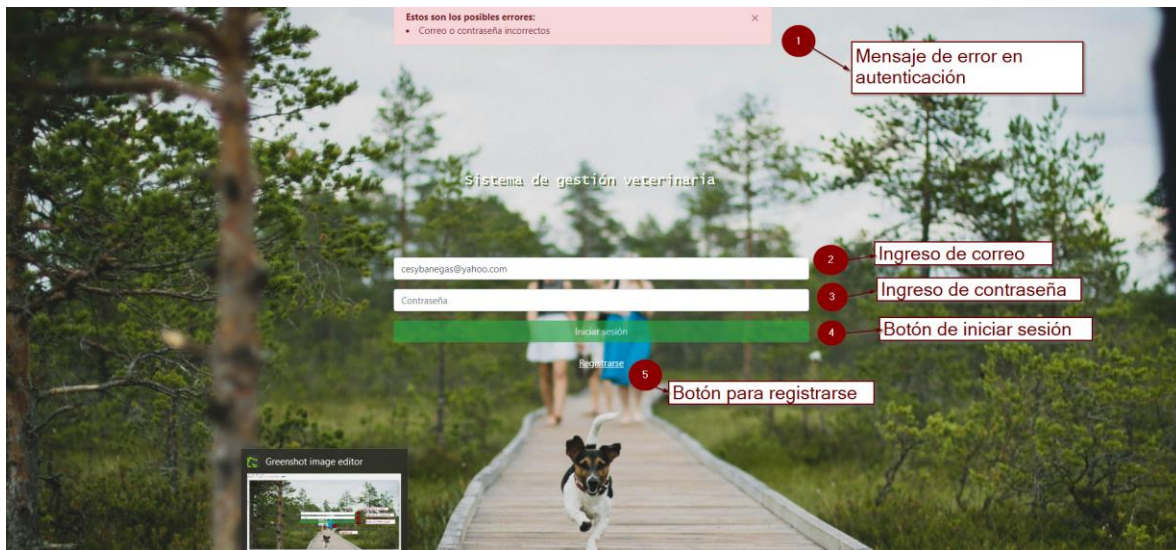 Estos son los posibles errores:
• Correo o contraseña incorrectos
×
1
Mensaje de error en
autenticación
Sistema de gestión veterinaria
cesybanegas@yahoo.com
2
Ingreso de correo
Contraseña
3
Ingreso de contraseña
Iniciar sesión
4
Botón de iniciar sesión
Registrarse
5
Botón para registrarse
Greenshot image editor